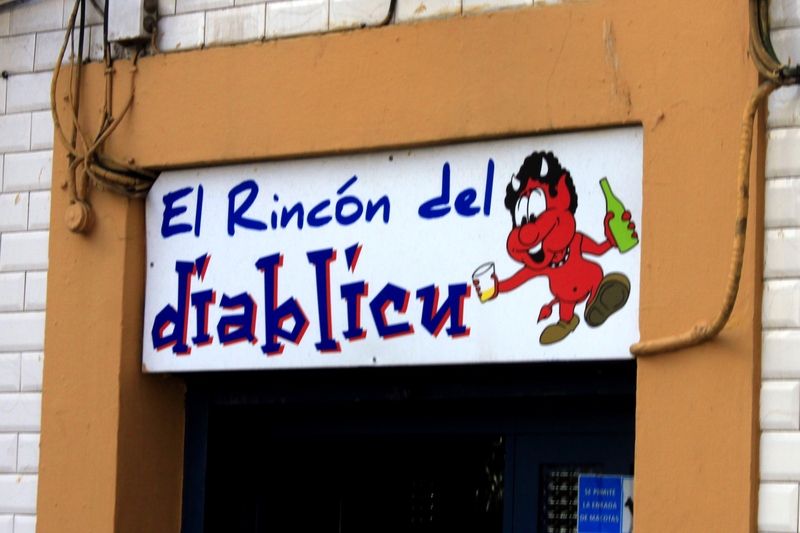 El Rincón del
diablicu
SE PERMITE
LA ENTRADA
DE MASCOTAS